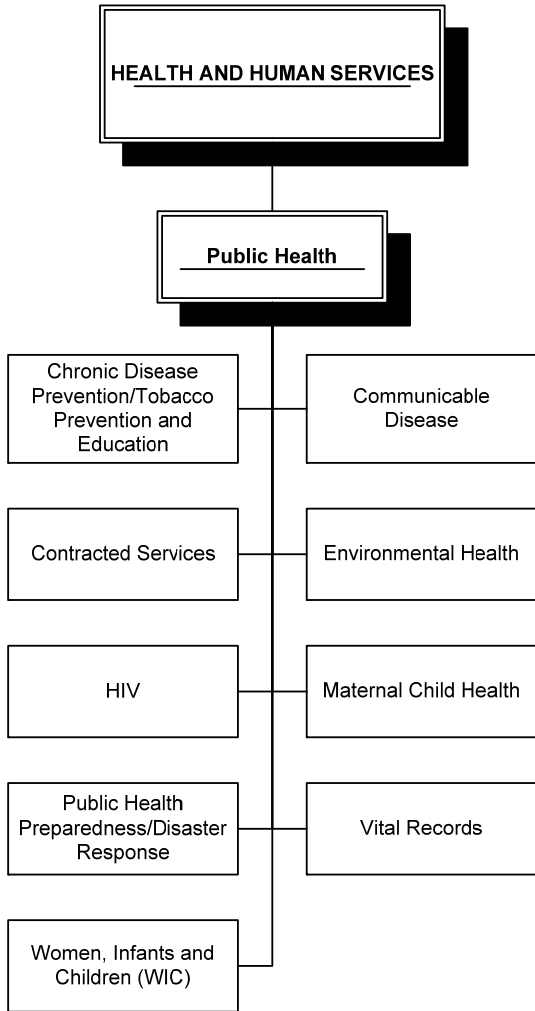 HEALTH AND HUMAN SERVICES
Public Health
Chronic Disease
Prevention/Tobacco
Prevention and
Education
Communicable
Disease
Contracted Services
Environmental Health
HIV
Maternal Child Health
Public Health
Preparedness/Disaster
Response
Vital Records
Women, Infants and
Children (WIC)